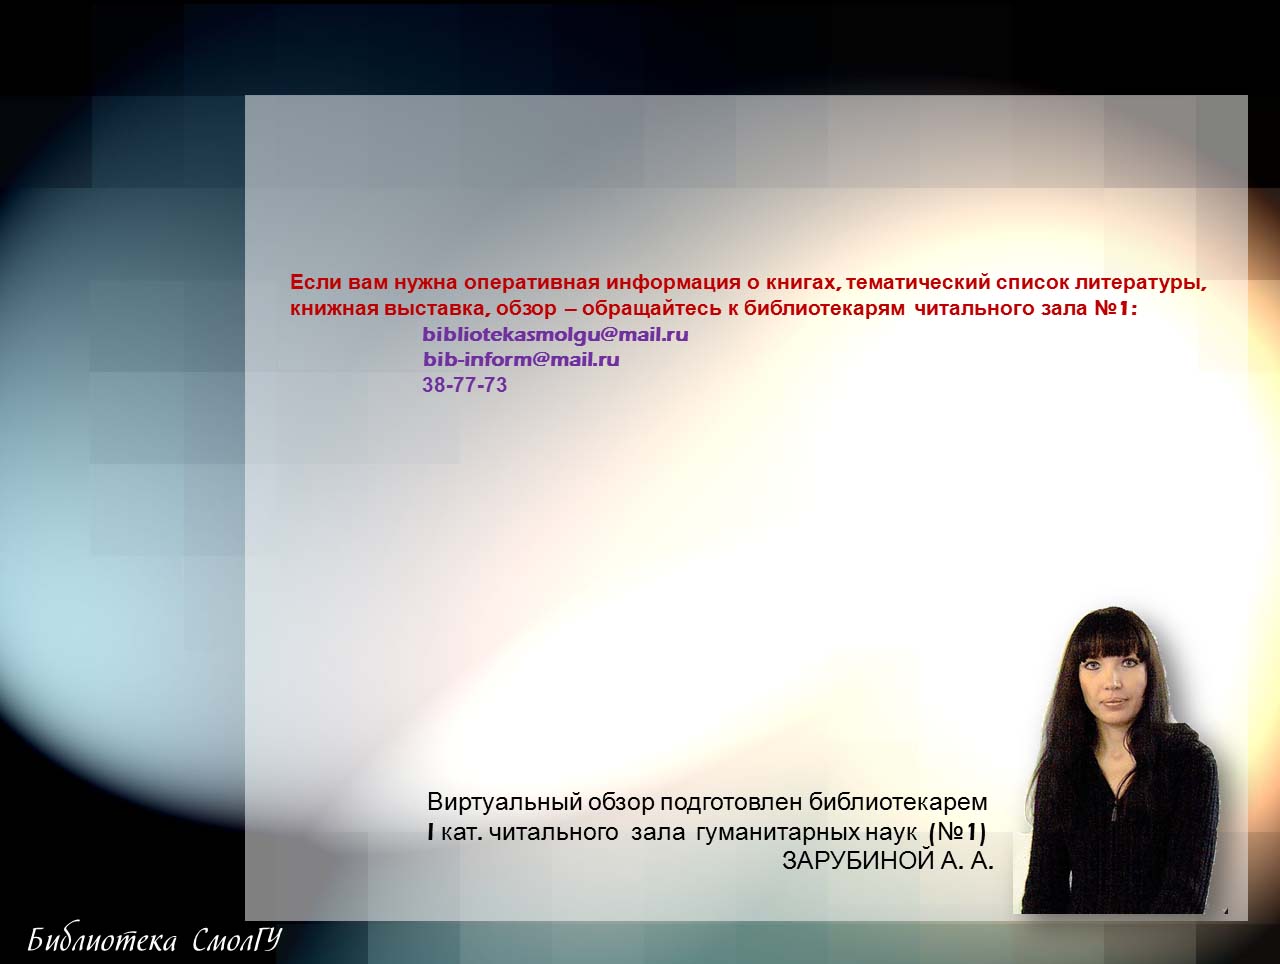 Если вам нужна оперативная информация о книгах, тематический список литературы,
книжная выставка, обзор – обращайтесь к библиотекарям читального зала №1:
bibliotekasmolgu@mail.ru
bib-inform@mail.ru
38-77-73
Виртуальный обзор подготовлен библиотекарем
I кат. читального зала гуманитарных наук (№1)
ЗАРУБИНОЙ А. А.
Библиотека СмолГУ